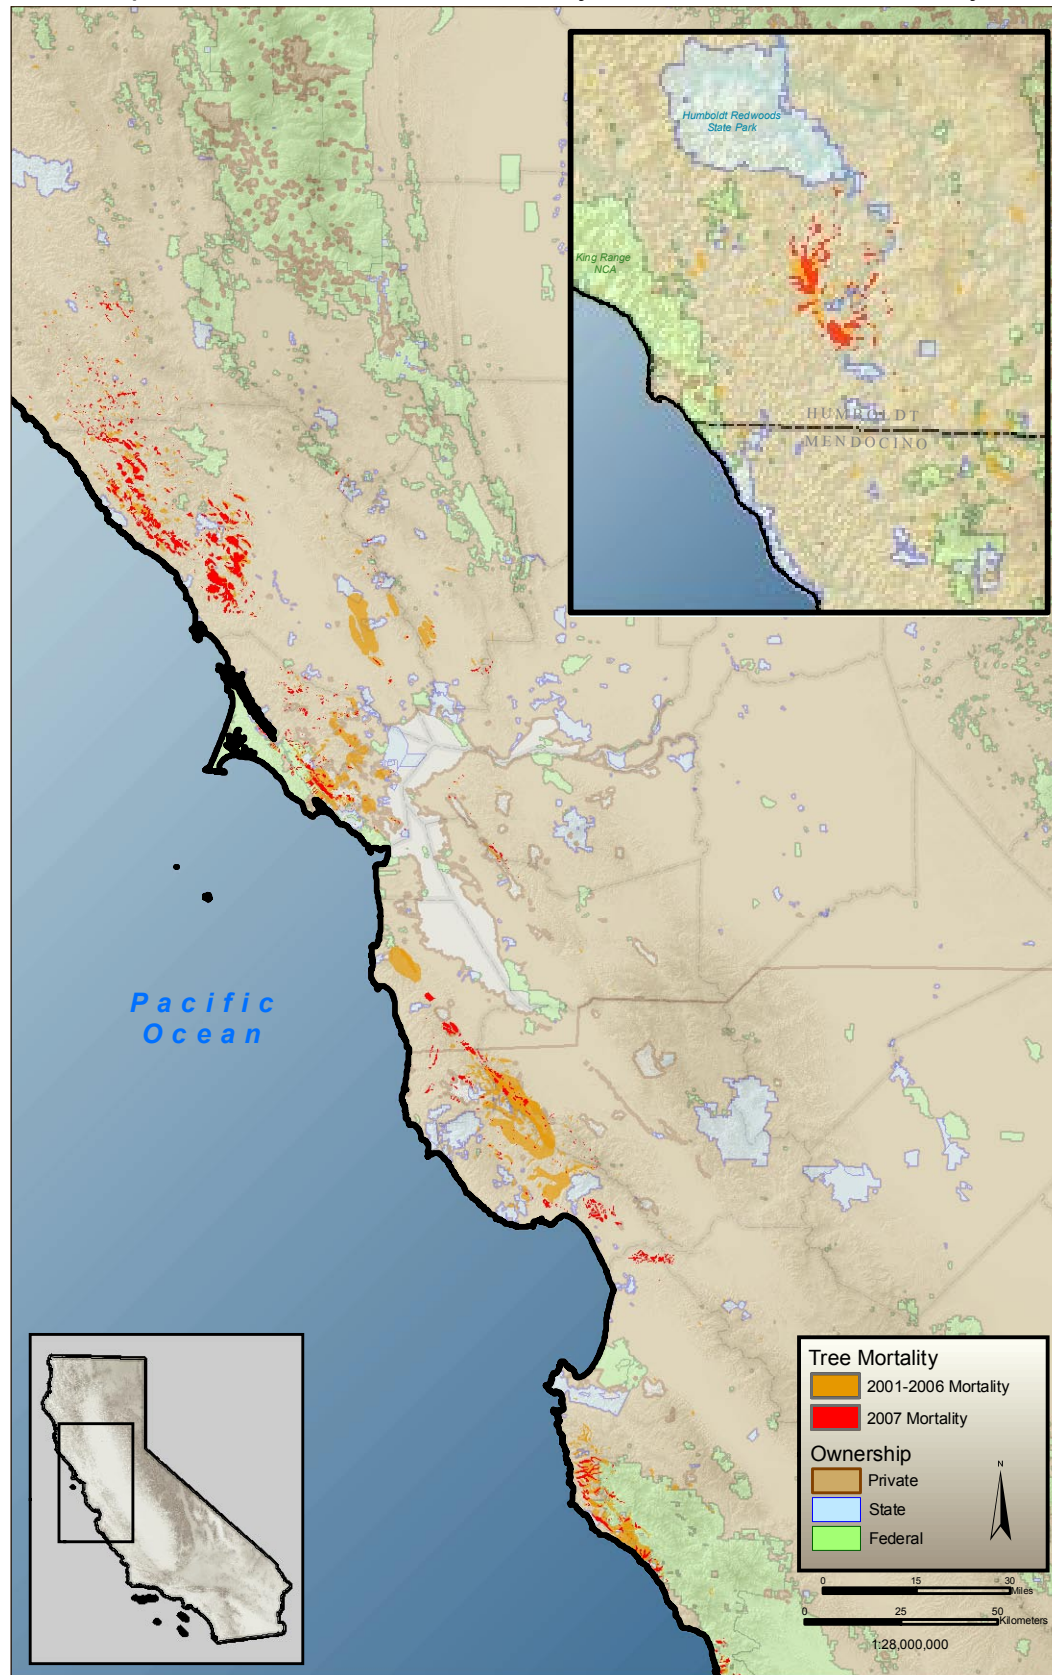 Humboldt Redwoods
State Park
King Range
NCA
HUMBOLDT
MENDOCINO
Pacific
Ocean
Tree Mortality
2001-2006 Mortality
2007 Mortality
Ownership
Private
State
Federal
N
0 15 30
Miles
0 25 50
Kilometers
1:28,000,000